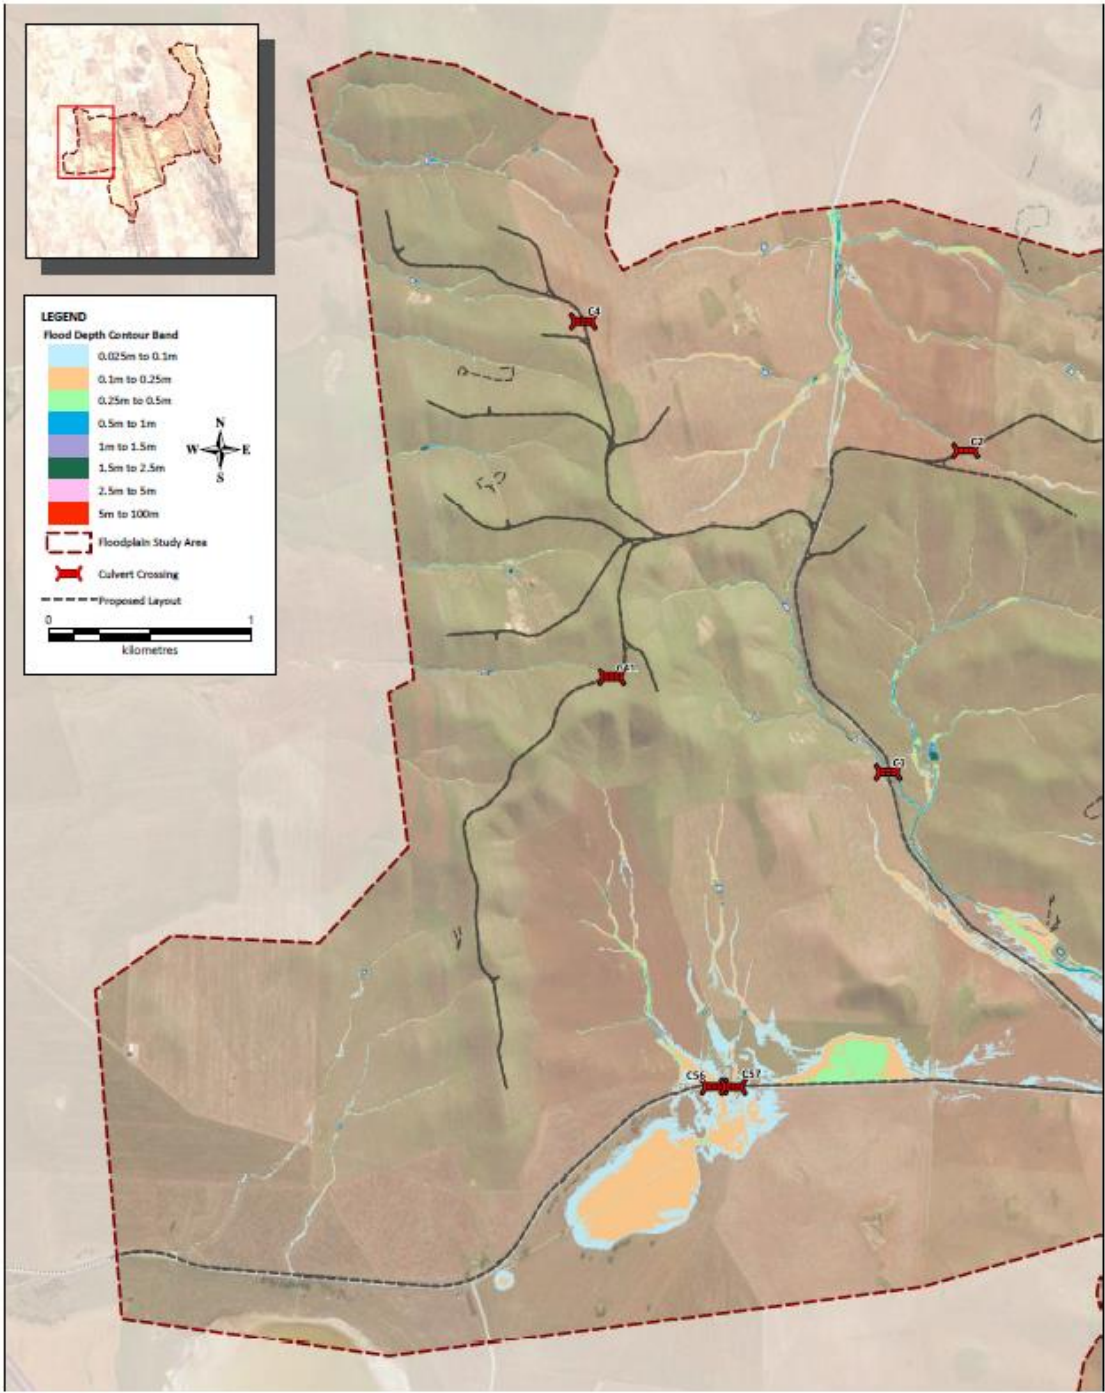 LEGEND
Flood Depth Contour Band
0.025m to 0.1m
0.1m to 0.25m
0.25m to 0.5m
0.5m to 1m
1m to 1.5m
1.5m to 2.5m
2.5m to 5m
5m to 100m
N
W E
S
Floodplain Study Area
Culvert Crossing
Proposed Layout
0 1
kilometres
C4
C2
C56
C57